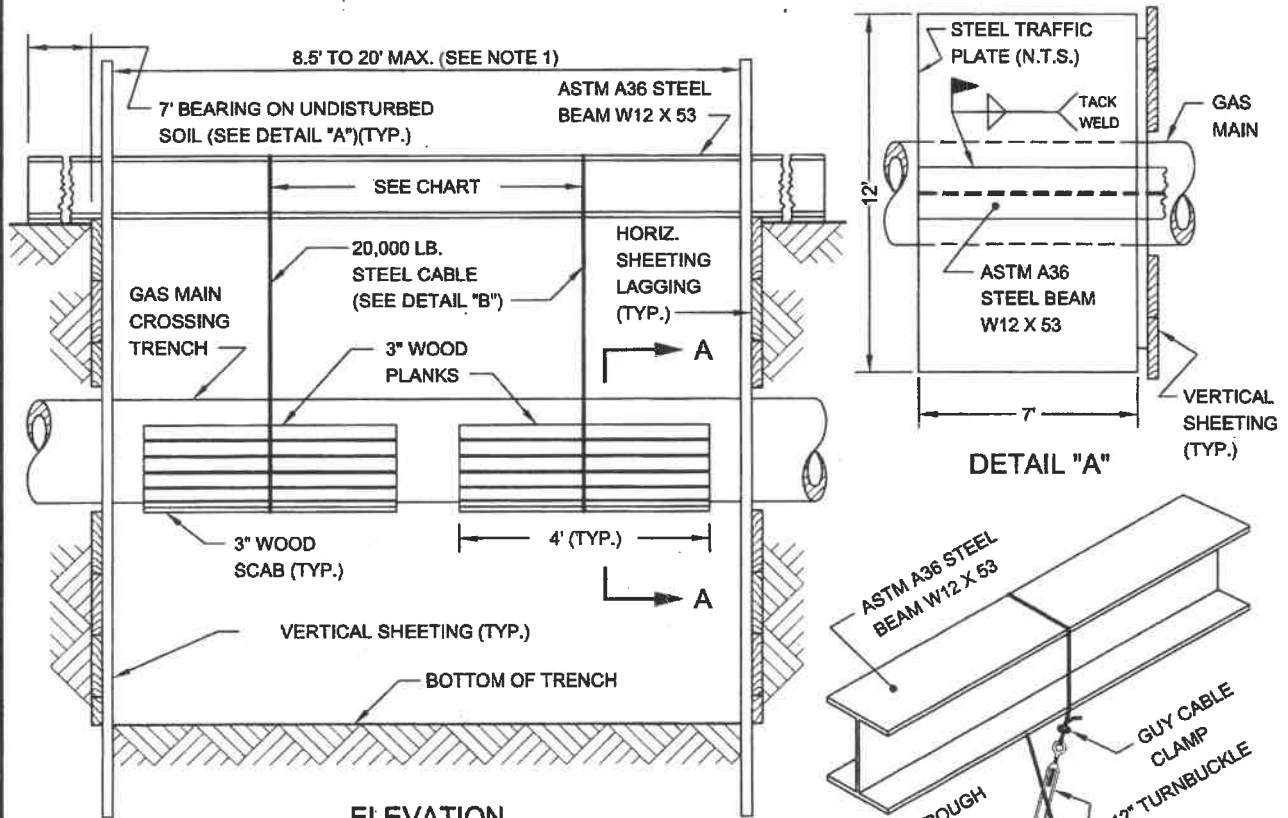 8.5' TO 20' MAX. (SEE NOTE 1)
7' BEARING ON UNDISTURBED
SOIL (SEE DETAIL "A")(TYP.)
ASTM A36 STEEL
BEAM W12 X 53
SEE CHART
20,000 LB.
STEEL CABLE
(SEE DETAIL "B")
HORIZ.
SHEETING
LAGGING
(TYP.)
GAS MAIN
CROSSING
TRENCH
3" WOOD
PLANKS
A
3" WOOD
SCAB (TYP.)
4' (TYP.)
A
VERTICAL SHEETING (TYP.)
BOTTOM OF TRENCH
ELEVATION
STEEL TRAFFIC
PLATE (N.T.S.)
TACK
WELD
GAS
MAIN
12'
ASTM A36
STEEL BEAM
W12 X 53
7'
VERTICAL
SHEETING
(TYP.)
DETAIL "A"
ASTM A36 STEEL
BEAM W12 X 53
GUY CABLE
CLAMP
12" TURNBUCKLE